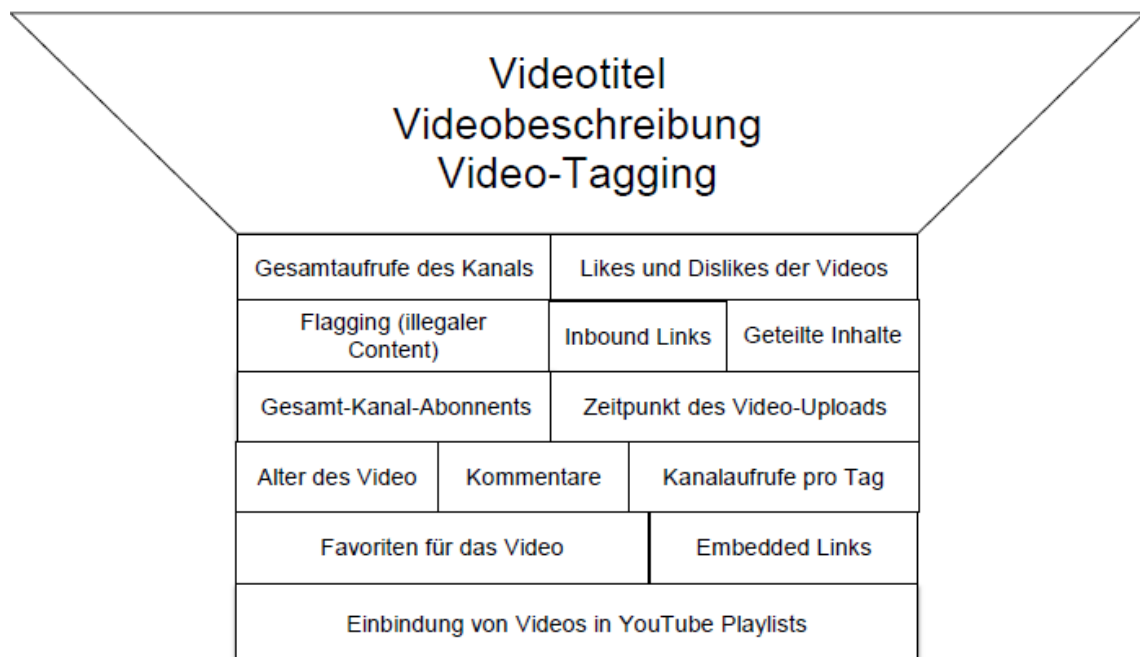 Videotitel
Videobeschreibung
Video-Tagging
Gesamtaufrufe des Kanals
Likes und Dislikes der Videos
Flagging (illegaler
Content)
Inbound Links
Geteilte Inhalte
Gesamt-Kanal-Abonnents
Zeitpunkt des Video-Uploads
Alter des Video
Kommentare
Kanalaufrufe pro Tag
Favoriten für das Video
Embedded Links
Einbindung von Videos in YouTube Playlists